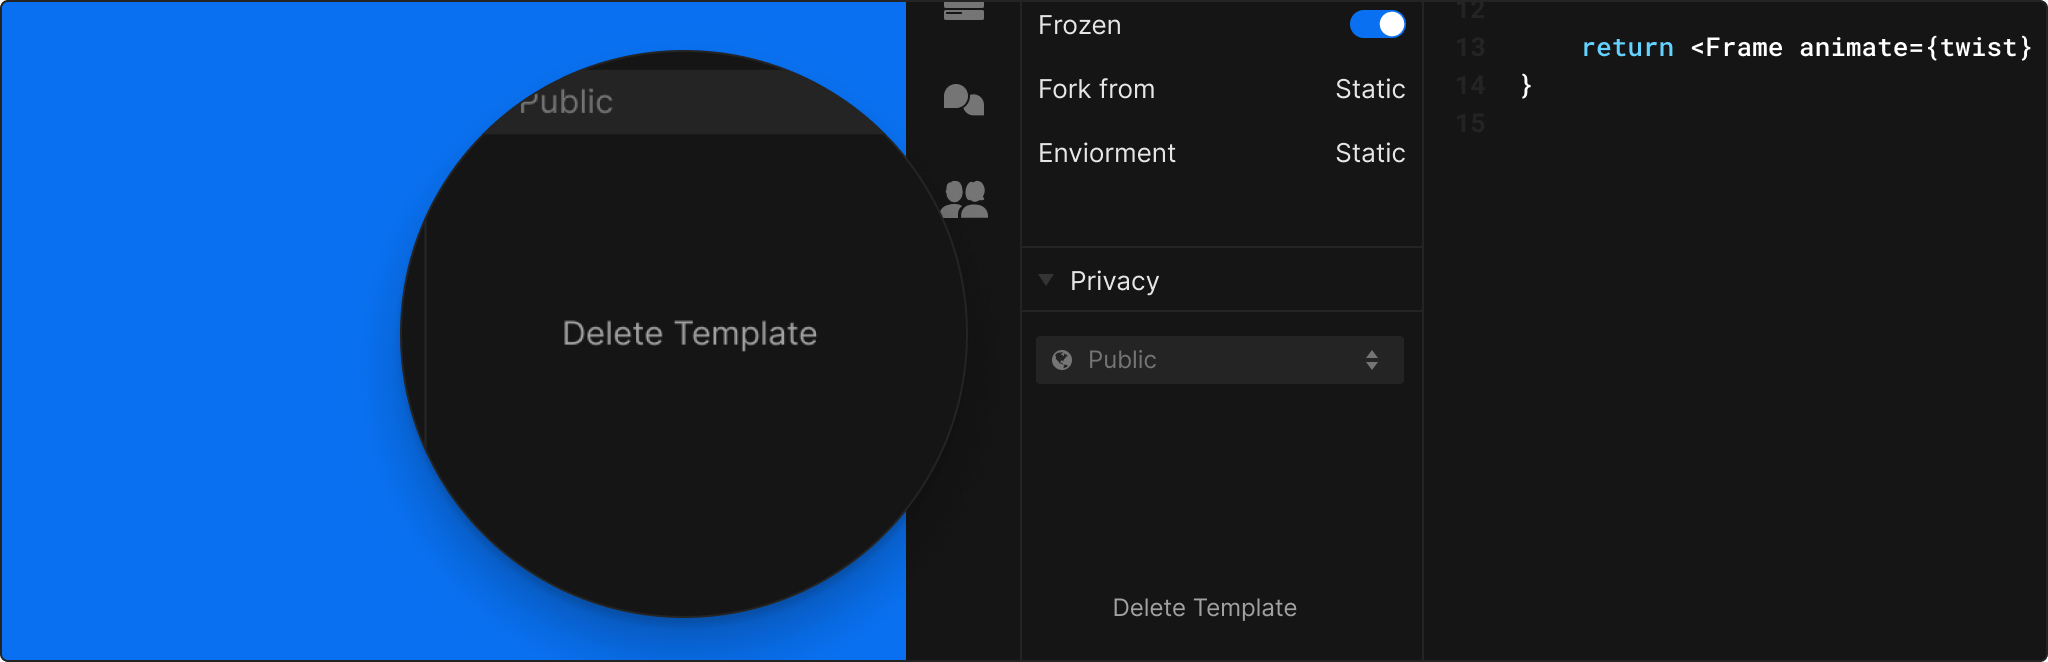 Public
Delete Template
Frozen
Fork from Static
Enviorment Static
Privacy
Public
Delete Template
12
13 return <Frame animate={twist}
14 }
15